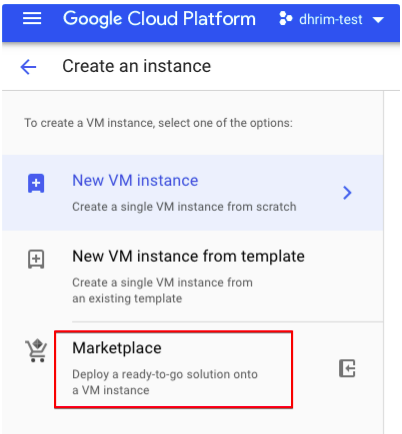 Google Cloud Platform dhrim-test
Create an instance
To create a VM instance, select one of the options:
New VM instance
Create a single VM instance from scratch
New VM instance from template
Create a single VM instance from
an existing template
Marketplace
Deploy a ready-to-go solution onto
a VM instance